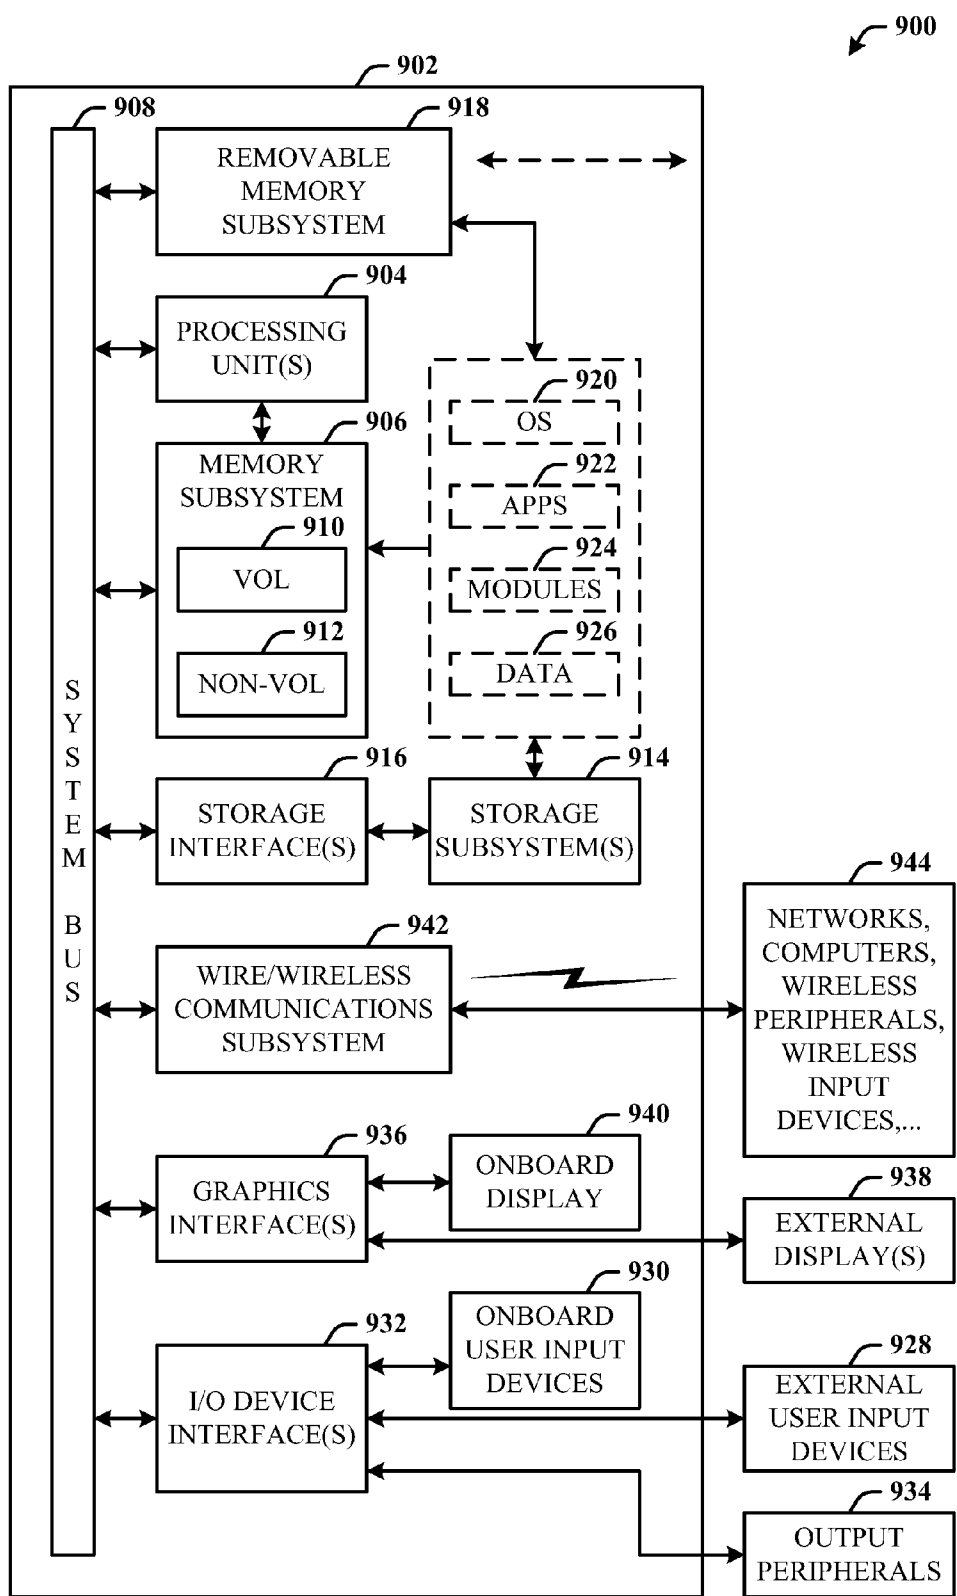 900
902
908
918
REMOVABLE
MEMORY
SUBSYSTEM
904
PROCESSING
UNIT(S)
906
MEMORY
SUBSYSTEM
910
VOL
912
NON-VOL
920
OS
922
APPS
924
MODULES
926
DATA
SYSTEM BUS
916
STORAGE
INTERFACE(S)
914
STORAGE
SUBSYSTEM(S)
942
WIRE/WIRELESS
COMMUNICATIONS
SUBSYSTEM
944
NETWORKS,
COMPUTERS,
WIRELESS
PERIPHERALS,
WIRELESS
INPUT
DEVICES,...
936
GRAPHICS
INTERFACE(S)
940
ONBOARD
DISPLAY
938
EXTERNAL
DISPLAY(S)
932
I/O DEVICE
INTERFACE(S)
930
ONBOARD
USER INPUT
DEVICES
928
EXTERNAL
USER INPUT
DEVICES
934
OUTPUT
PERIPHERALS